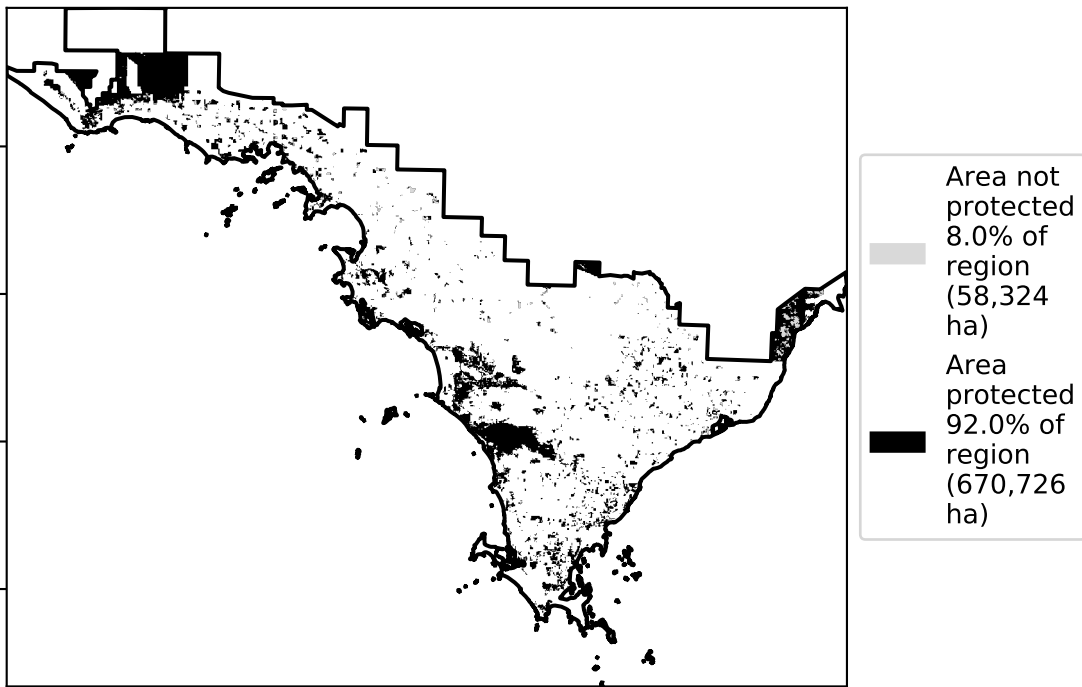 Area not
protected
8.0% of
region
(58,324
ha)
Area
protected
92.0% of
region
(670,726
ha)